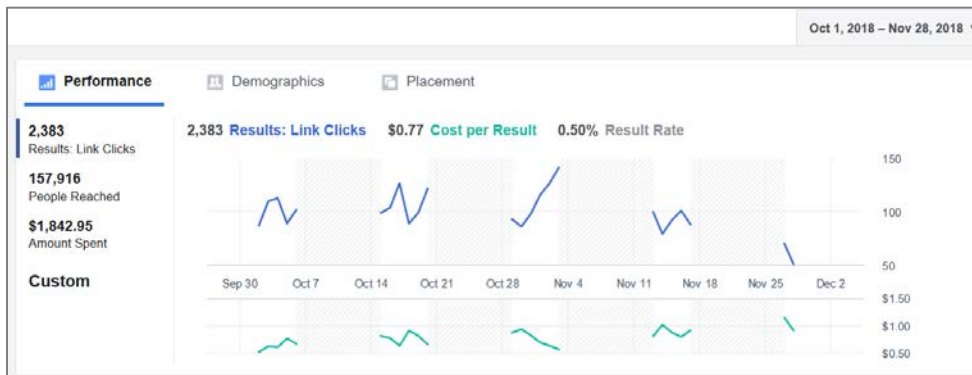 Oct 1, 2018 – Nov 28, 2018
Performance Demographics Placement
2,383
Results: Link Clicks
157,916
People Reached
$1,842.95
Amount Spent
Custom
2,383 Results: Link Clicks $0.77 Cost per Result 0.50% Result Rate
150
100
50
Sep 30 Oct 7 Oct 14 Oct 21 Oct 28 Nov 4 Nov 11 Nov 18 Nov 25 Dec 2
$1.50
$1.00
$0.50